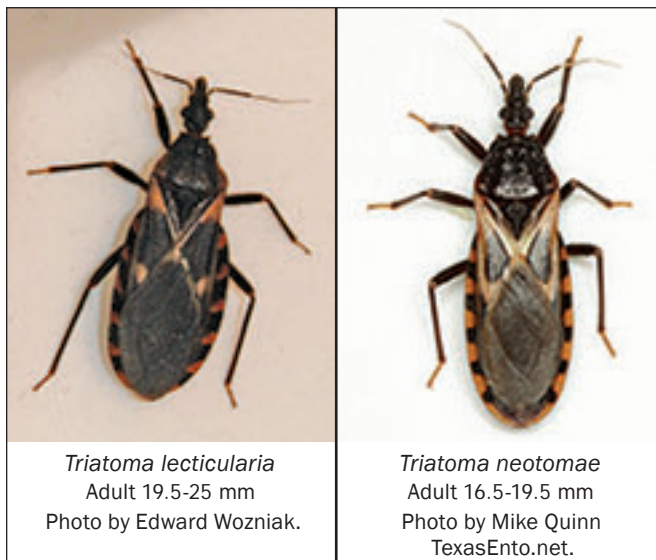 Triatoma lecticularia
Adult 19.5-25 mm
Photo by Edward Wozniak.
Triatoma neotomae
Adult 16.5-19.5 mm
Photo by Mike Quinn
TexasEnto.net.